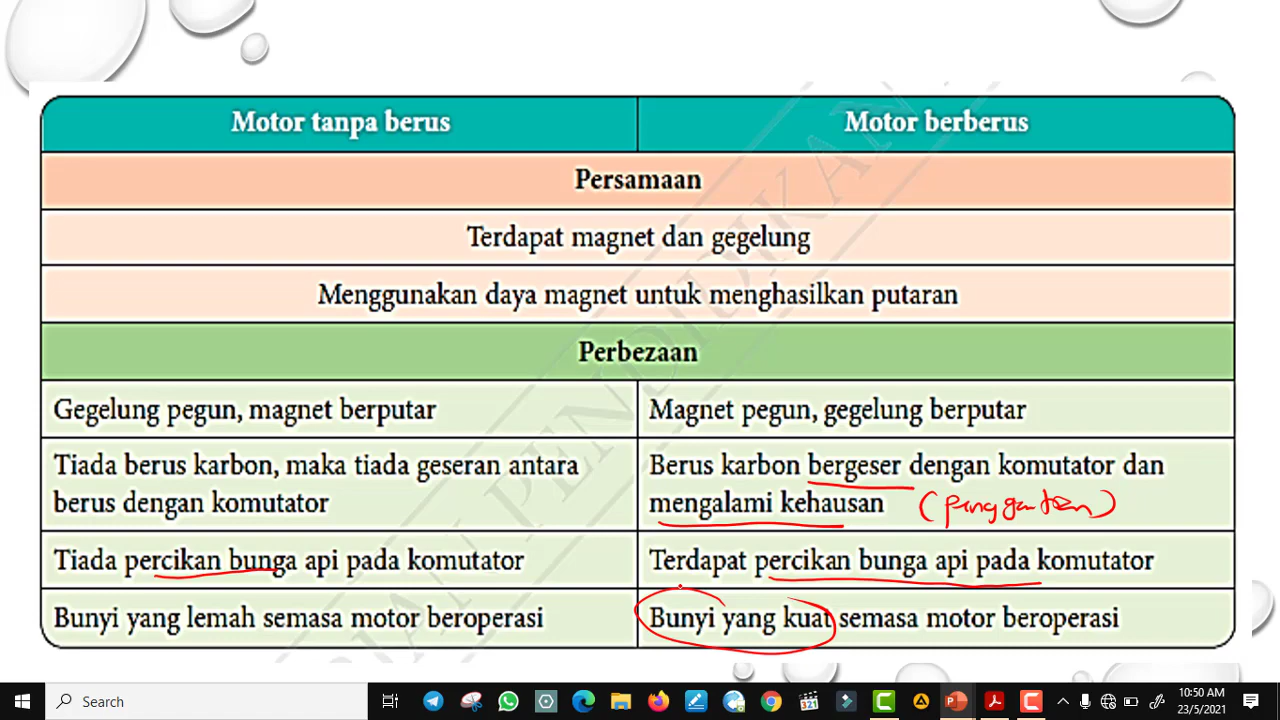 Motor tanpa berus
Motor berberus
Persamaan
Terdapat magnet dan gegelung
Menggunakan daya magnet untuk menghasilkan putaran
Perbezaan
Gegelung pegun, magnet berputar
Magnet pegun, gegelung berputar
Tiada berus karbon, maka tiada geseran antara
berus dengan komutator
Berus karbon bergeser dengan komutator dan
mengalami kehausan
Tiada percikan bunga api pada komutator
Terdapat percikan bunga api pada komutator
Bunyi yang lemah semasa motor beroperasi
Bunyi yang kuat semasa motor beroperasi
PENDIDIKAN
Search
321
10:50 AM
23/5/2021